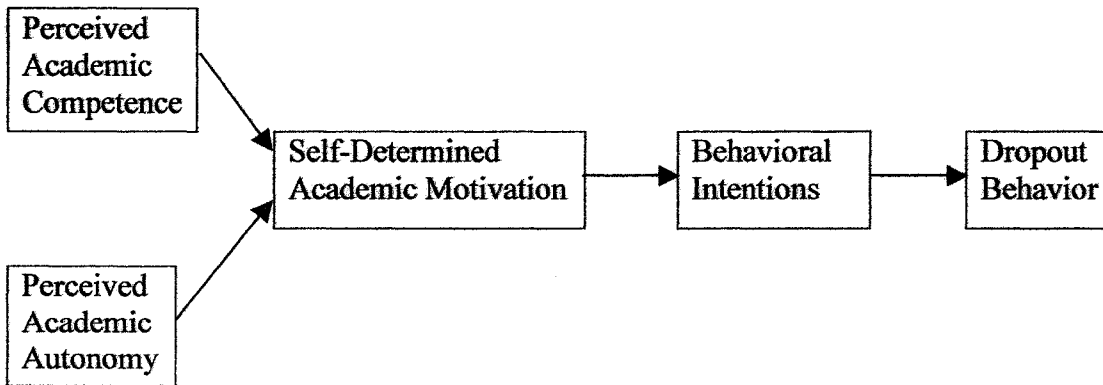 Perceived
Academic
Competence
Self-Determined
Academic Motivation
Behavioral
Intentions
Dropout
Behavior
Perceived
Academic
Autonomy